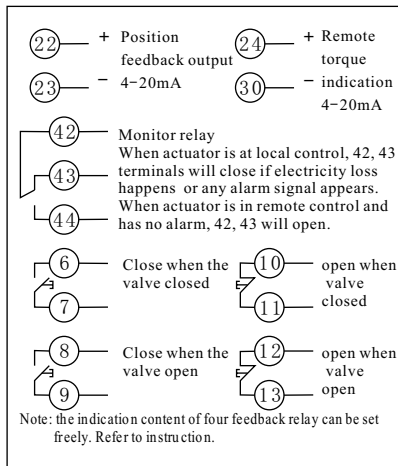 22 + Position 24 + Remote
feedback output torque
23 − 4-20mA 30 − indication
4-20mA
42 Monitor relay
When actuator is at local control, 42, 43
43 terminals will close if electricity loss
happens or any alarm signal appears.
44 When actuator is in remote control and
has no alarm, 42, 43 will open.
6 Close when the 10 open when
valve closed valve
7 11 closed
8 Close when the 12 open when
valve open valve
9 13 open
Note: the indication content of four feedback relay can be set
freely. Refer to instruction.